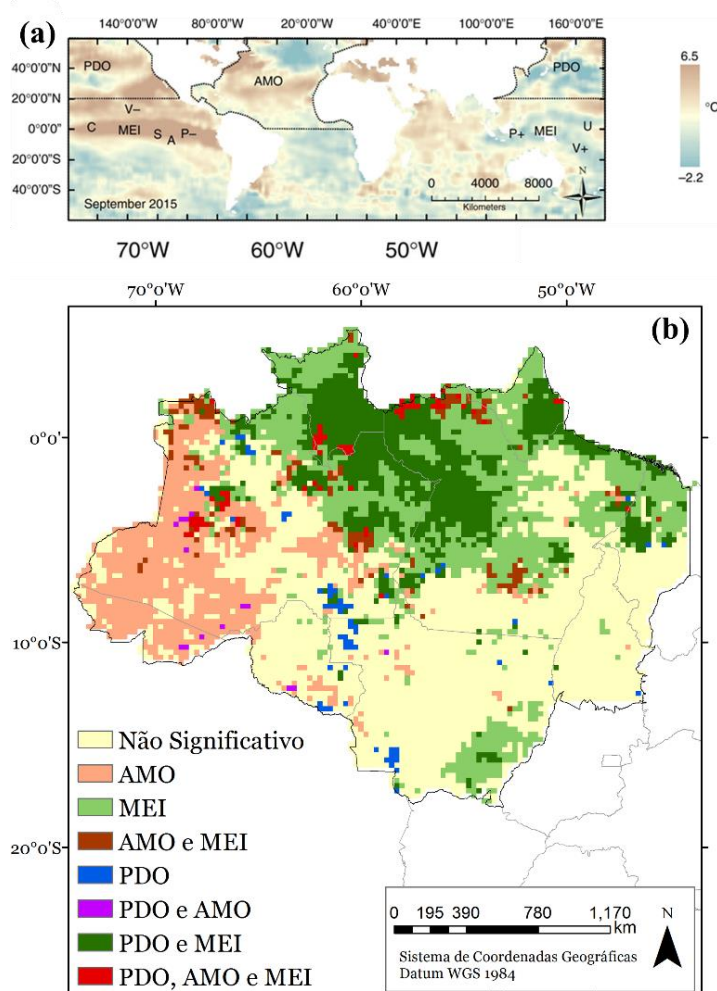 (a)
140°0'0"W 80°0'0"W 20°0'0"W 40°0'0"E 100°0'0"E 160°0'0"E
40°0'0"N
20°0'0"N
0°0'0"
20°0'0"S
40°0'0"S
PDO AMO PDO
V–
C MEI S A P– P+ MEI U
V+
September 2015
0 4000 8000
Kilometers
N
6.5
°C
–2.2
70°W 60°W 50°W
70°0'W 60°0'W 50°0'W
(b)
0°0'
10°0'S
20°0'S
Não Significativo
AMO
MEI
AMO e MEI
PDO
PDO e AMO
PDO e MEI
PDO, AMO e MEI
0 195 390 780 1,170
km
N
Sistema de Coordenadas Geográficas
Datum WGS 1984